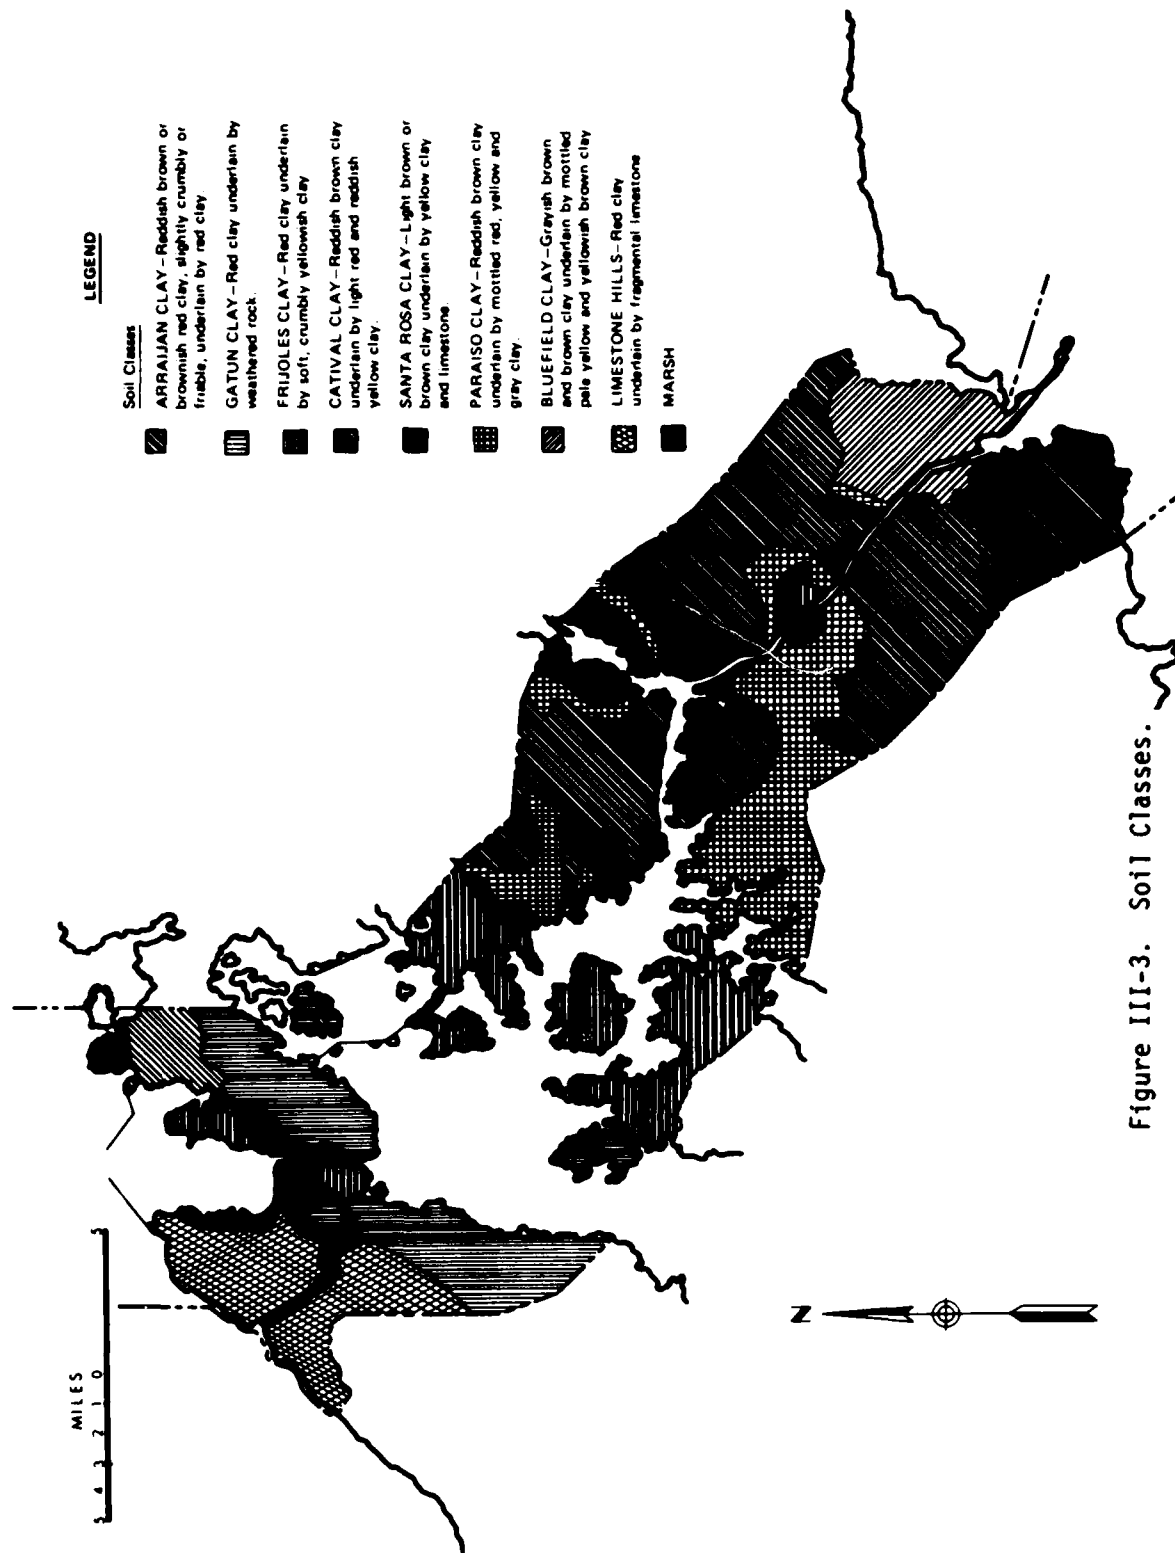 LEGEND
Soil Classes
ARRAIJAN CLAY-Reddish brown or
brownish red clay, slightly crumbly or
friable, underlain by red clay.
GATUN CLAY-Red clay underlain by
weathered rock.
FRIJOLES CLAY-Red clay underlain
by soft, crumbly yellowish clay
CATIVAL CLAY-Reddish brown clay
underlain by light red and reddish
yellow clay.
SANTA ROSA CLAY-Light brown or
brown clay underlain by yellow clay
and limestone.
PARAISO CLAY-Reddish brown clay
underlain by mottled red, yellow and
gray clay.
BLUEFIELD CLAY-Grayish brown
and brown clay underlain by mottled
pale yellow and yellowish brown clay
LIMESTONE HILLS-Red clay
underlain by fragmental limestone
MARSH
MILES
5 4 3 2 1 0 5
N
Figure III-3. Soil Classes.